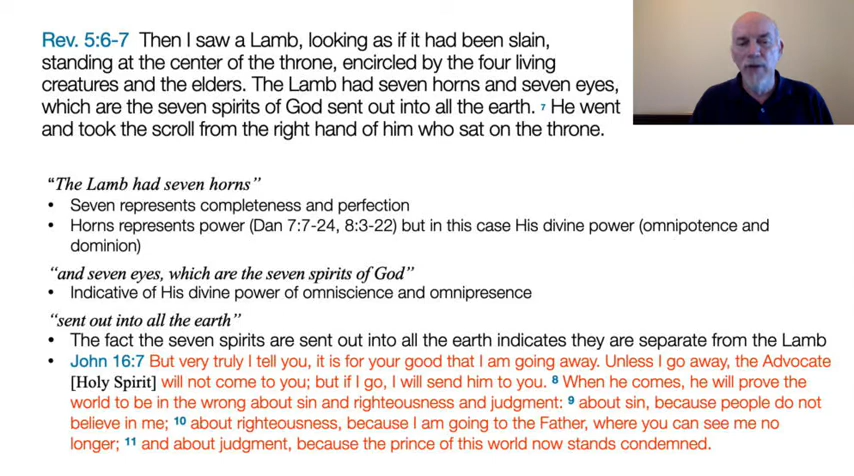 Rev. 5:6-7 Then I saw a Lamb, looking as if it had been slain,
standing at the center of the throne, encircled by the four living
creatures and the elders. The Lamb had seven horns and seven eyes,
which are the seven spirits of God sent out into all the earth. 7 He went
and took the scroll from the right hand of him who sat on the throne.
“The Lamb had seven horns”
• Seven represents completeness and perfection
• Horns represents power (Dan 7:7-24, 8:3-22) but in this case His divine power (omnipotence and
dominion)
“and seven eyes, which are the seven spirits of God”
• Indicative of His divine power of omniscience and omnipresence
“sent out into all the earth”
• The fact the seven spirits are sent out into all the earth indicates they are separate from the Lamb
• John 16:7 But very truly I tell you, it is for your good that I am going away. Unless I go away, the Advocate
[Holy Spirit] will not come to you; but if I go, I will send him to you. 8 When he comes, he will prove the
world to be in the wrong about sin and righteousness and judgment: 9 about sin, because people do not
believe in me; 10 about righteousness, because I am going to the Father, where you can see me no
longer; 11 and about judgment, because the prince of this world now stands condemned.